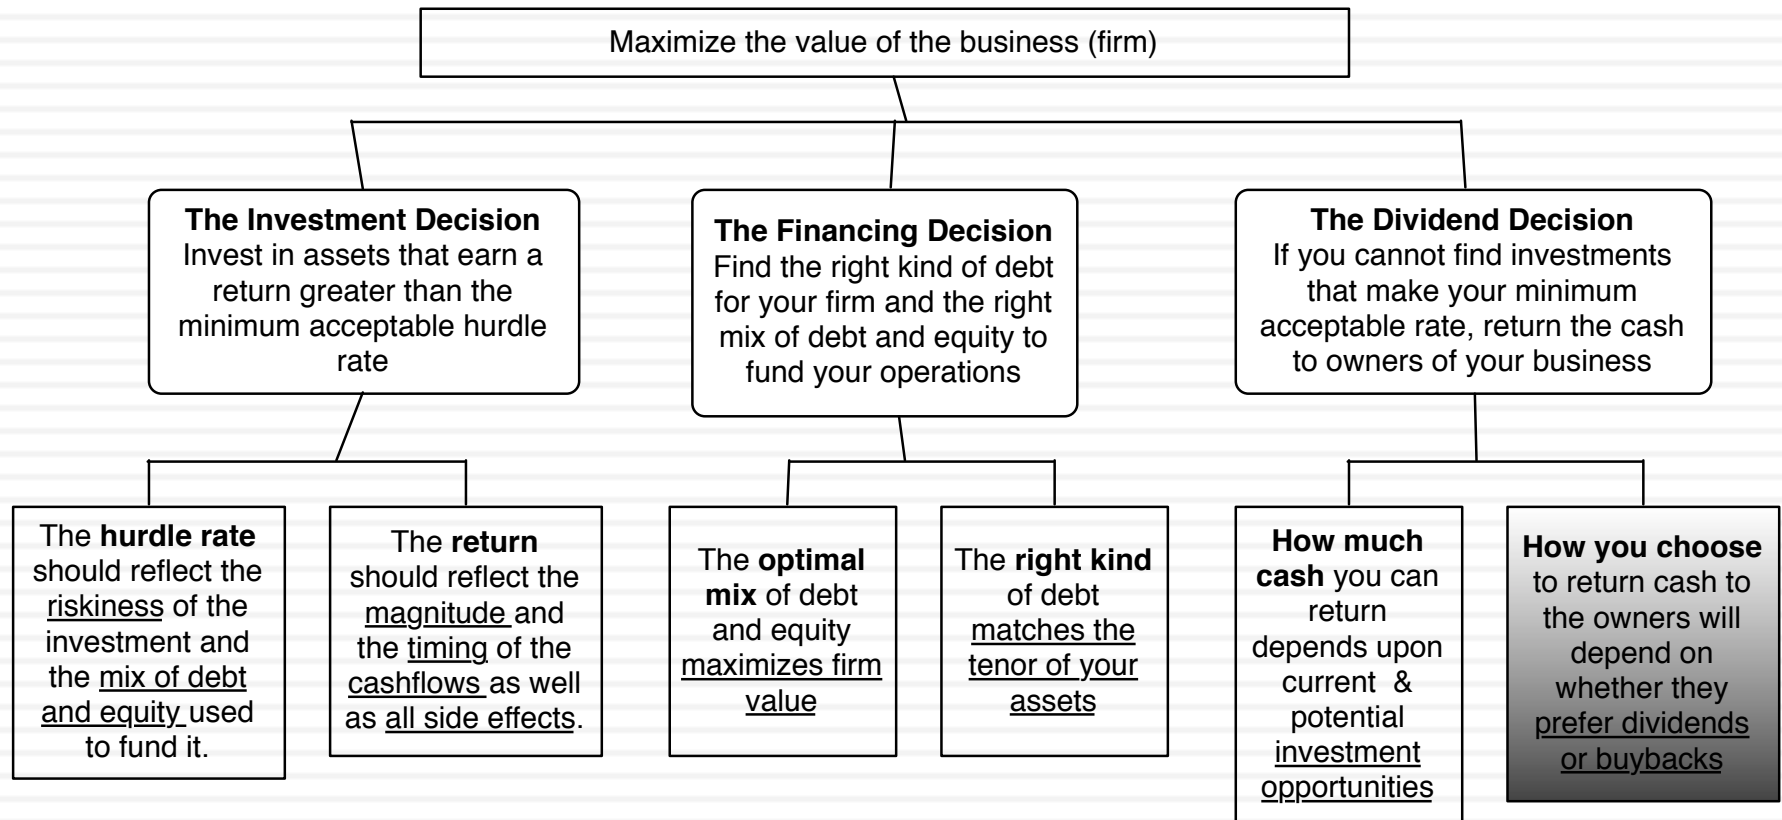 Maximize the value of the business (firm)
The Investment Decision
Invest in assets that earn a
return greater than the
minimum acceptable hurdle
rate
The Financing Decision
Find the right kind of debt
for your firm and the right
mix of debt and equity to
fund your operations
The Dividend Decision
If you cannot find investments
that make your minimum
acceptable rate, return the cash
to owners of your business
The hurdle rate
should reflect the
riskiness of the
investment and
the mix of debt
and equity used
to fund it.
The return
should reflect the
magnitude and
the timing of the
cashflows as well
as all side effects.
The optimal
mix of debt
and equity
maximizes firm
value
The right kind
of debt
matches the
tenor of your
assets
How much
cash you can
return
depends upon
current &
potential
investment
opportunities
How you choose
to return cash to
the owners will
depend on
whether they
prefer dividends
or buybacks